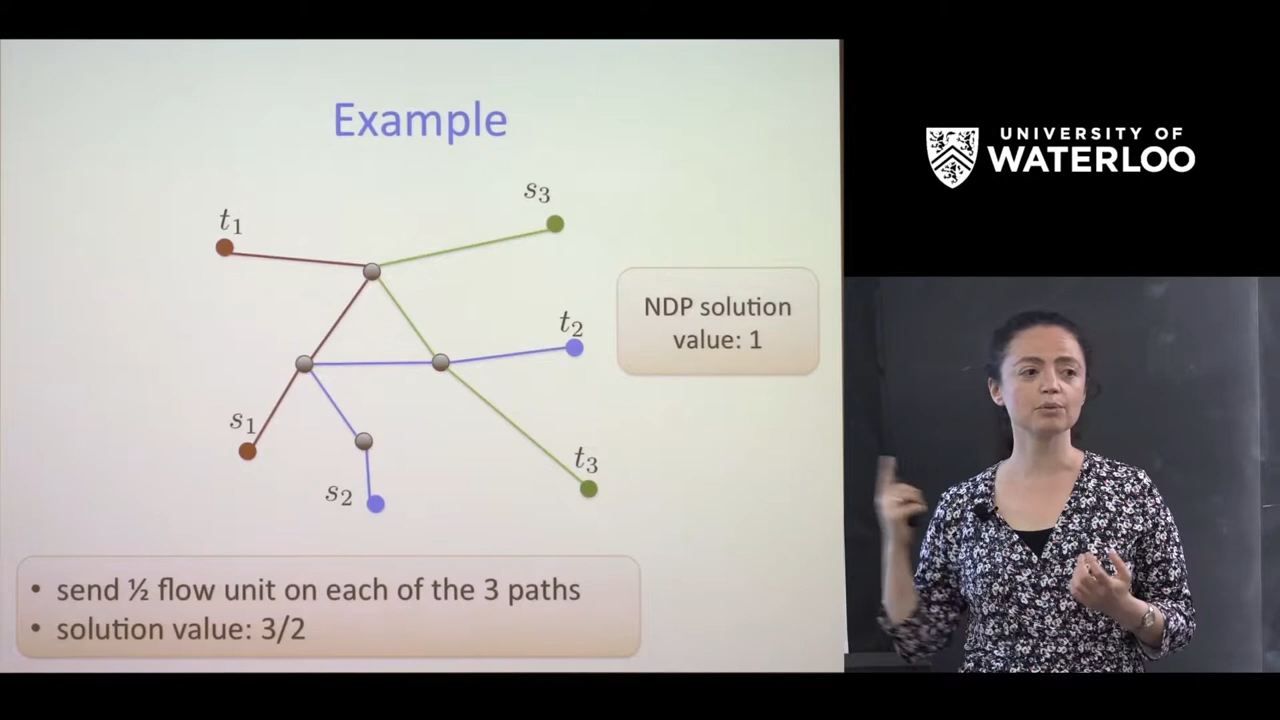 Example
t1
s3
NDP solution
value: 1
t2
s1
t3
s2
• send ½ flow unit on each of the 3 paths
• solution value: 3/2
UNIVERSITY OF
WATERLOO